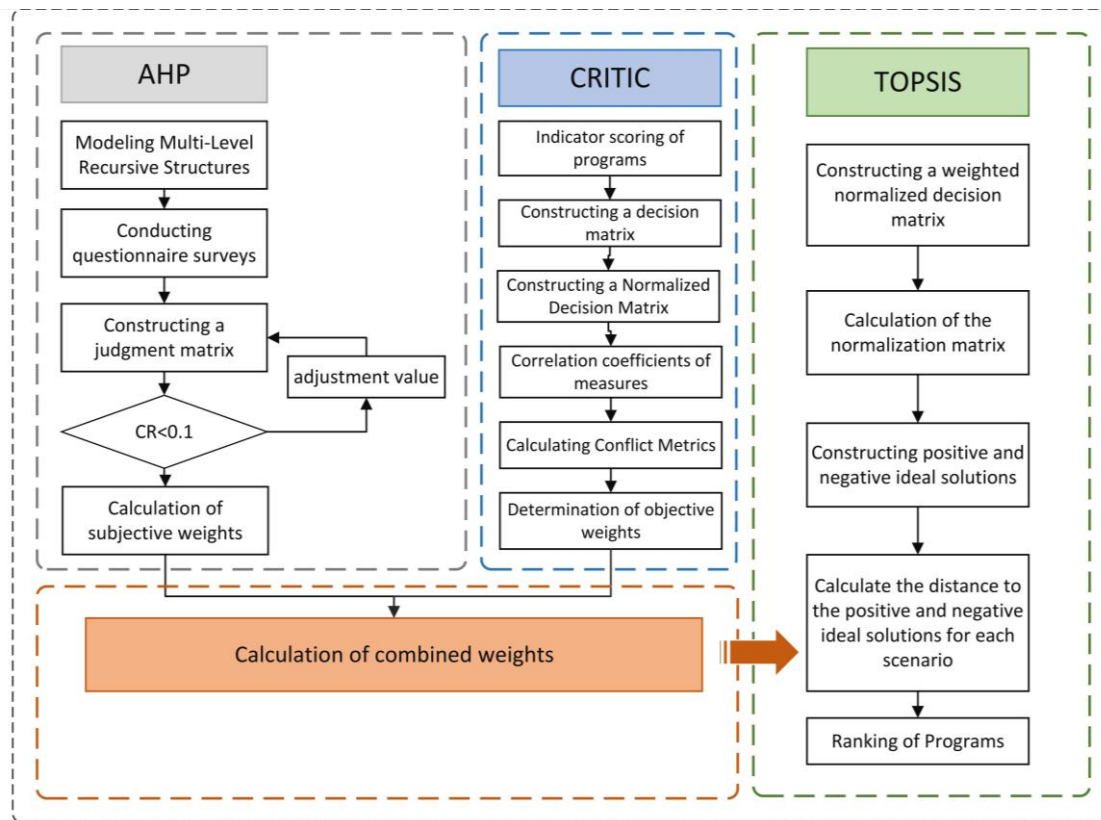 AHP
Modeling Multi-Level
Recursive Structures
Conducting
questionnaire surveys
Constructing a
judgment matrix
adjustment value
CR<0.1
Calculation of
subjective weights
CRITIC
Indicator scoring of
programs
Constructing a decision
matrix
Constructing a Normalized
Decision Matrix
Correlation coefficients of
measures
Calculating Conflict Metrics
Determination of objective
weights
Calculation of combined weights
TOPSIS
Constructing a weighted
normalized decision
matrix
Calculation of the
normalization matrix
Constructing positive and
negative ideal solutions
Calculate the distance to
the positive and negative
ideal solutions for each
scenario
Ranking of Programs